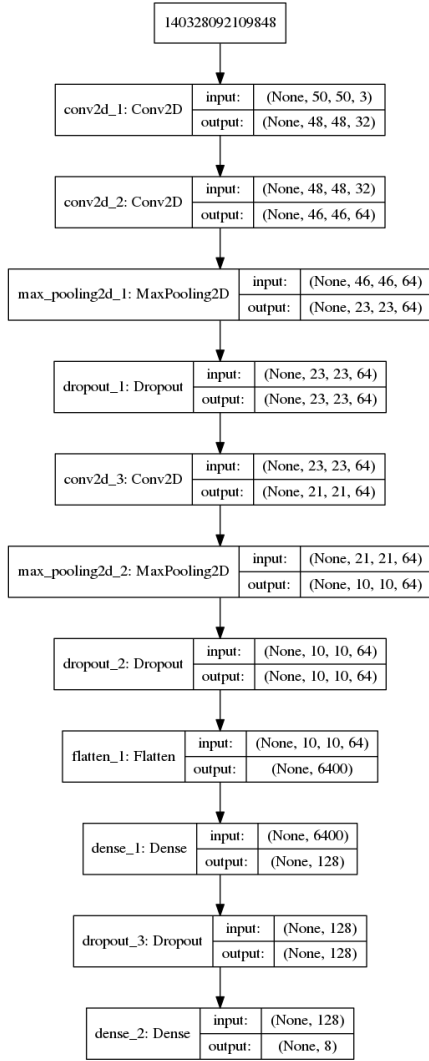 140328092109848
conv2d_1: Conv2D
input: (None, 50, 50, 3)
output: (None, 48, 48, 32)
conv2d_2: Conv2D
input: (None, 48, 48, 32)
output: (None, 46, 46, 64)
max_pooling2d_1: MaxPooling2D
input: (None, 46, 46, 64)
output: (None, 23, 23, 64)
dropout_1: Dropout
input: (None, 23, 23, 64)
output: (None, 23, 23, 64)
conv2d_3: Conv2D
input: (None, 23, 23, 64)
output: (None, 21, 21, 64)
max_pooling2d_2: MaxPooling2D
input: (None, 21, 21, 64)
output: (None, 10, 10, 64)
dropout_2: Dropout
input: (None, 10, 10, 64)
output: (None, 10, 10, 64)
flatten_1: Flatten
input: (None, 10, 10, 64)
output: (None, 6400)
dense_1: Dense
input: (None, 6400)
output: (None, 128)
dropout_3: Dropout
input: (None, 128)
output: (None, 128)
dense_2: Dense
input: (None, 128)
output: (None, 8)